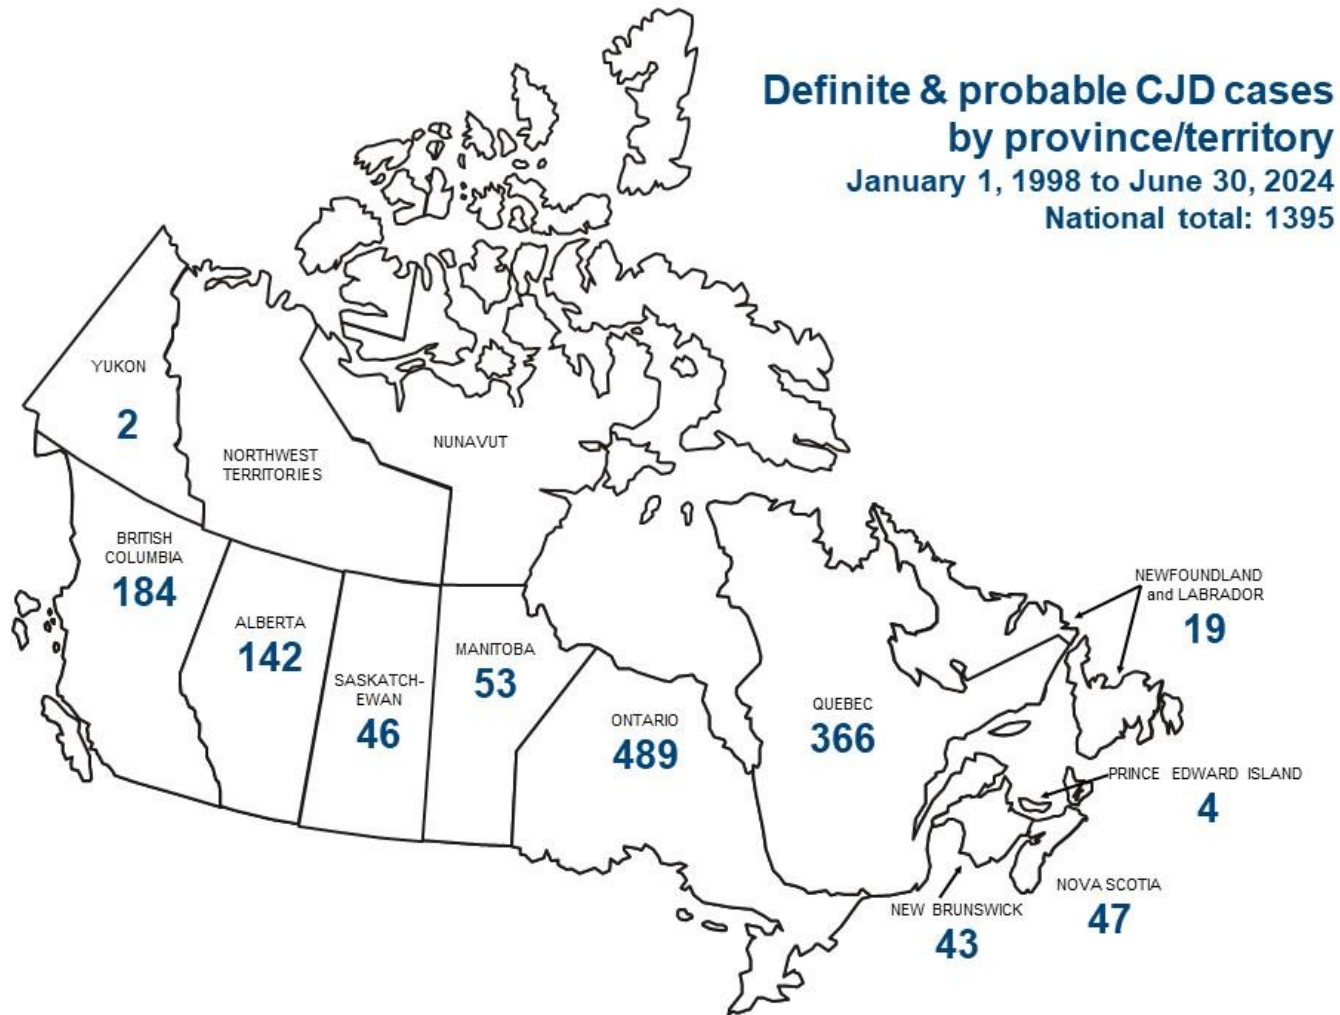 Definite & probable CJD cases
by province/territory
January 1, 1998 to June 30, 2024
National total: 1395
YUKON
2
NORTHWEST
TERRITORIES
NUNAVUT
BRITISH
COLUMBIA
184
ALBERTA
142
SASKATCH-
EWAN
46
MANITOBA
53
ONTARIO
489
QUEBEC
366
NEWFOUNDLAND
and LABRADOR
19
PRINCE EDWARD ISLAND
4
NOVA SCOTIA
47
NEW BRUNSWICK
43